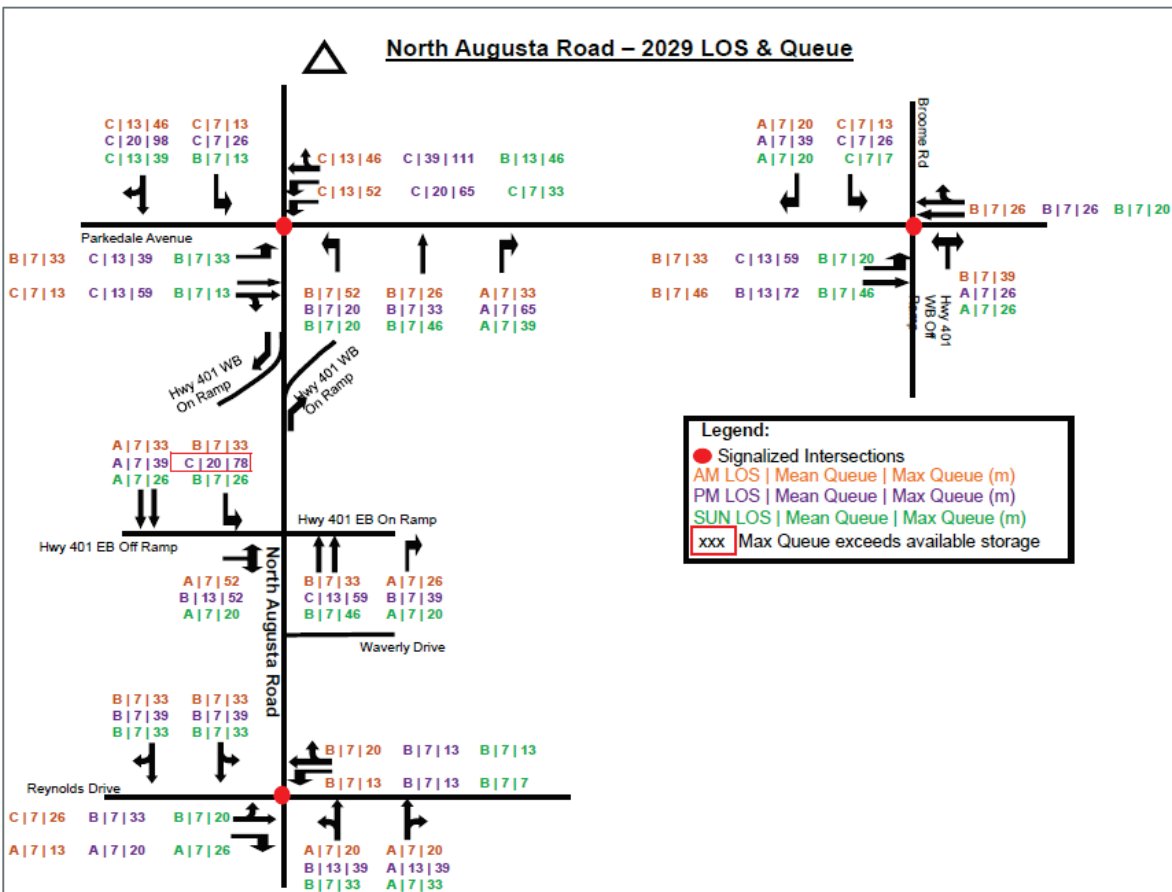 North Augusta Road – 2029 LOS & Queue
C | 13 | 46 C | 7 | 13
C | 20 | 98 C | 7 | 26
C | 13 | 39 B | 7 | 13
C | 13 | 46 C | 39 | 111 B | 13 | 46
C | 13 | 52 C | 20 | 65 C | 7 | 33
A | 7 | 20 C | 7 | 13
A | 7 | 39 C | 7 | 26
A | 7 | 20 C | 7 | 7
Broome Rd
B | 7 | 26 B | 7 | 26 B | 7 | 20
Parkedale Avenue
B | 7 | 33 C | 13 | 39 B | 7 | 33
C | 7 | 13 C | 13 | 59 B | 7 | 13
B | 7 | 52 B | 7 | 26 A | 7 | 33
B | 7 | 20 B | 7 | 33 A | 7 | 65
B | 7 | 20 B | 7 | 46 A | 7 | 39
B | 7 | 33 C | 13 | 59 B | 7 | 20
B | 7 | 46 B | 13 | 72 B | 7 | 46
B | 7 | 39
A | 7 | 26
A | 7 | 26
Hwy 401
WB Off
Hwy 401 WB
On Ramp
Hwy 401 WB
On Ramp
A | 7 | 33 B | 7 | 33
A | 7 | 39 C | 20 | 78
A | 7 | 26 B | 7 | 26
Hwy 401 EB On Ramp
Hwy 401 EB Off Ramp
North Augusta Road
A | 7 | 52
B | 13 | 52
A | 7 | 20
B | 7 | 33 A | 7 | 26
C | 13 | 59 B | 7 | 39
B | 7 | 46 A | 7 | 20
Waverly Drive
Legend:
Signalized Intersections
AM LOS | Mean Queue | Max Queue (m)
PM LOS | Mean Queue | Max Queue (m)
SUN LOS | Mean Queue | Max Queue (m)
xxx Max Queue exceeds available storage
B | 7 | 33 B | 7 | 33
B | 7 | 39 B | 7 | 39
B | 7 | 33 B | 7 | 33
B | 7 | 20 B | 7 | 13 B | 7 | 13
B | 7 | 13 B | 7 | 13 B | 7 | 7
Reynolds Drive
C | 7 | 26 B | 7 | 33 B | 7 | 20
A | 7 | 13 A | 7 | 20 A | 7 | 26
A | 7 | 20 A | 7 | 20
B | 13 | 39 A | 13 | 39
B | 7 | 33 A | 7 | 33